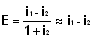 E = i₁ - i₂ / 1 + i₂ ≈ i₁ - i₂